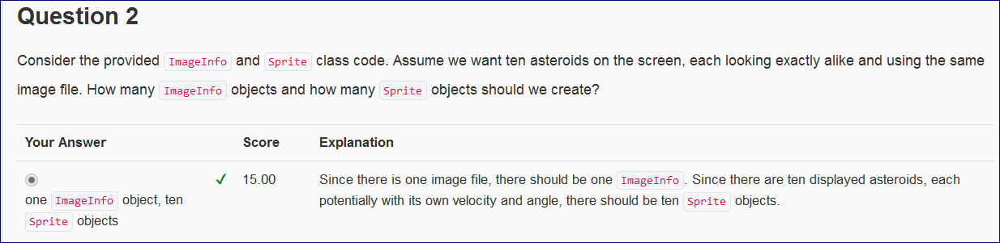 Question 2
Consider the provided ImageInfo and Sprite class code. Assume we want ten asteroids on the screen, each looking exactly alike and using the same
image file. How many ImageInfo objects and how many Sprite objects should we create?
Your Answer Score Explanation
one ImageInfo object, ten
Sprite objects
✓ 15.00
Since there is one image file, there should be one ImageInfo. Since there are ten displayed asteroids, each
potentially with its own velocity and angle, there should be ten Sprite objects.